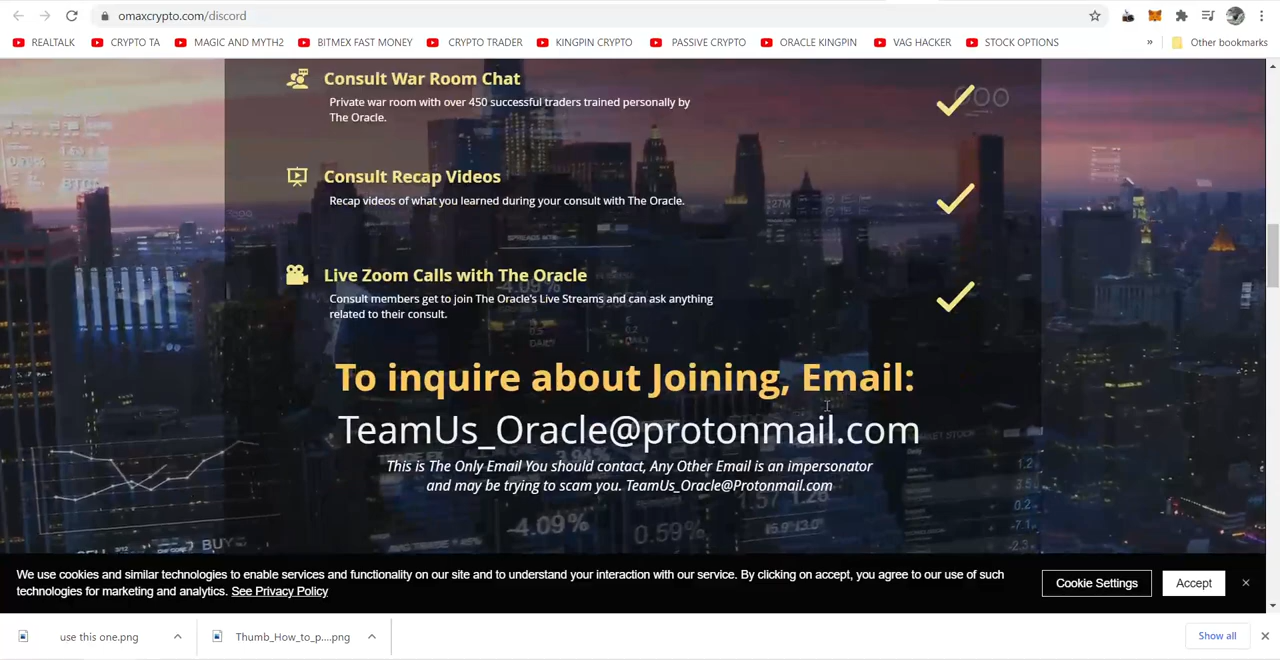 omaxcrypto.com/discord
REALTALK
CRYPTO TA
MAGIC AND MYTH2
BITMEX FAST MONEY
CRYPTO TRADER
KINGPIN CRYPTO
PASSIVE CRYPTO
ORACLE KINGPIN
VAG HACKER
STOCK OPTIONS
»
Other bookmarks
Consult War Room Chat
Private war room with over 450 successful traders trained personally by
The Oracle.
Consult Recap Videos
Recap videos of what you learned during your consult with The Oracle.
Live Zoom Calls with The Oracle
Consult members get to join The Oracle's Live Streams and can ask anything
related to their consult.
To inquire about Joining, Email:
TeamUs_Oracle@protonmail.com
This is The Only Email You should contact, Any Other Email is an impersonator
and may be trying to scam you. TeamUs_Oracle@Protonmail.com
-4.09%
0.59%
BUY
We use cookies and similar technologies to enable services and functionality on our site and to understand your interaction with our service. By clicking on accept, you agree to our use of such
technologies for marketing and analytics. See Privacy Policy
Cookie Settings
Accept
use this one.png
Thumb_How_to_p....png
Show all